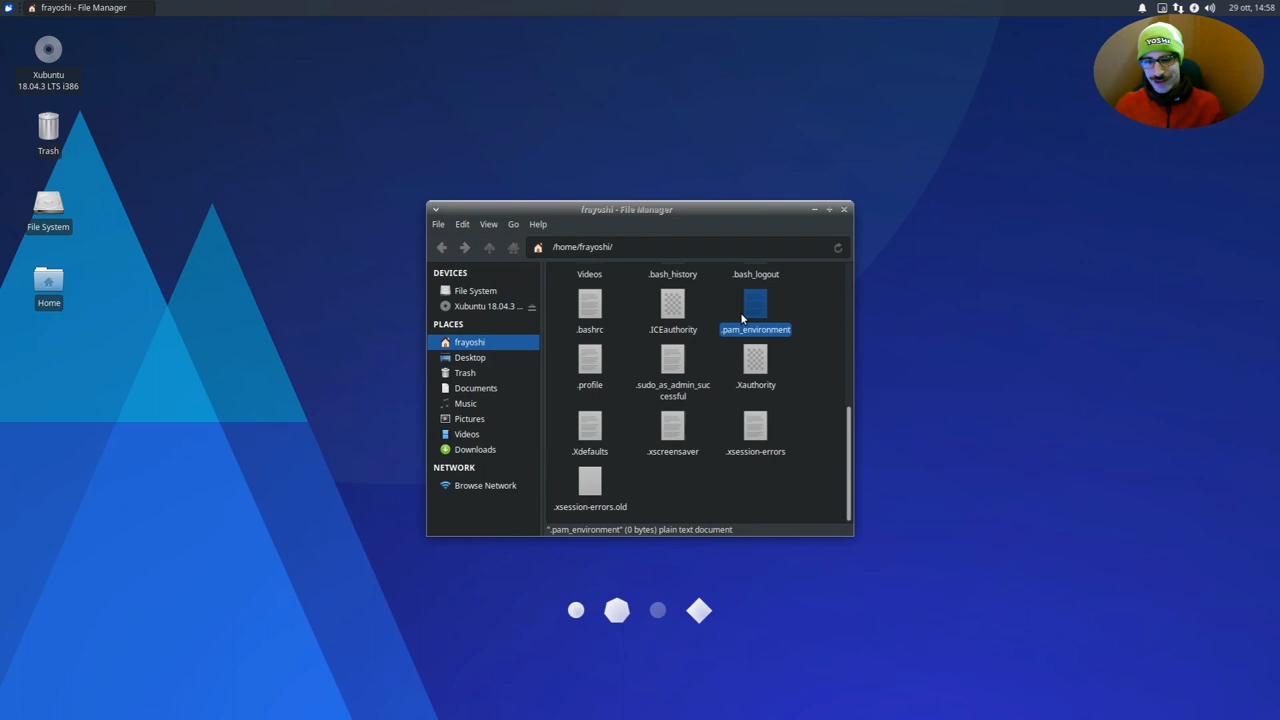 frayoshi - File Manager
29 ott, 14:58
YOSHI
Xubuntu
18.04.3 LTS i386
Trash
File System
Home
frayoshi - File Manager
File Edit View Go Help
/home/frayoshi/
DEVICES
File System
Xubuntu 18.04.3 ...
PLACES
frayoshi
Desktop
Trash
Documents
Music
Pictures
Videos
Downloads
NETWORK
Browse Network
Videos .bash_history .bash_logout
.bashrc .ICEauthority .pam_environment
.profile .sudo_as_admin_suc
cessful .Xauthority
.Xdefaults .xscreensaver .xsession-errors
.xsession-errors.old
".pam_environment" (0 bytes) plain text document